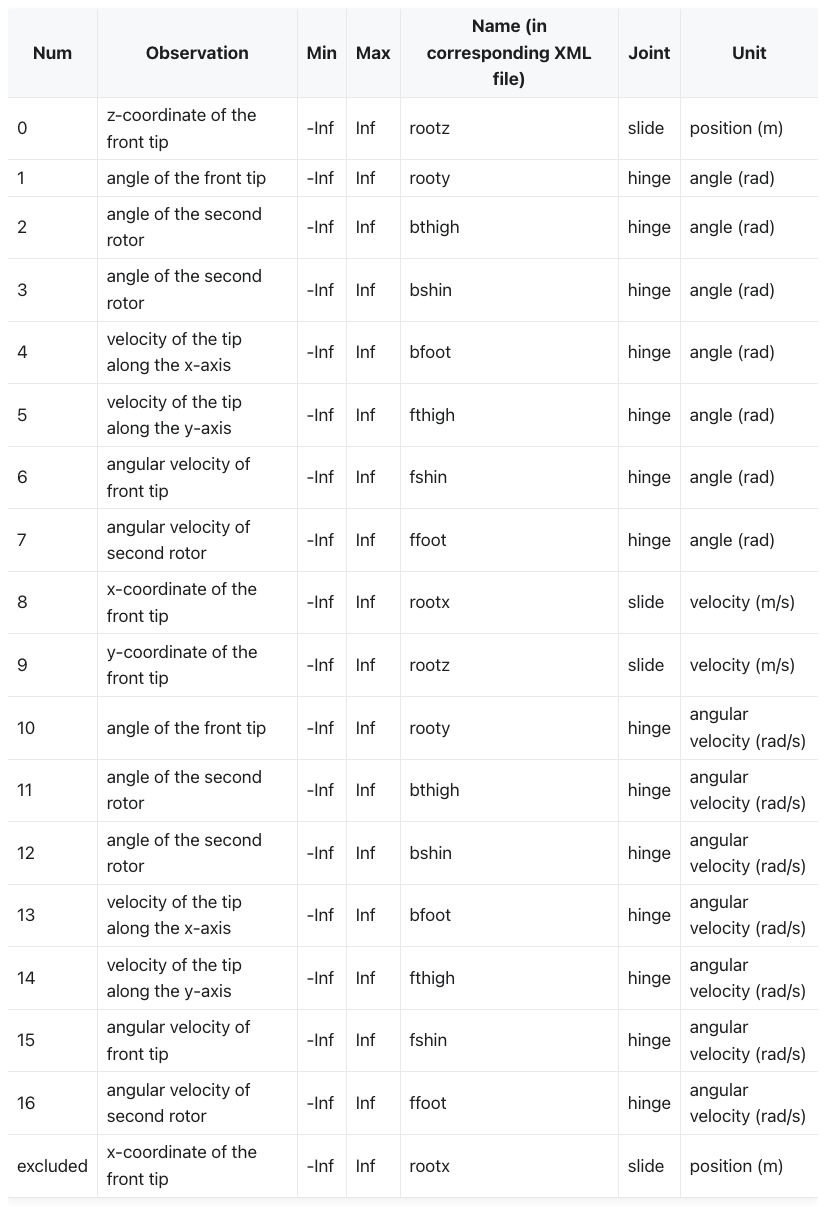 Num Observation Min Max Name (in corresponding XML file) Joint Unit
0 z-coordinate of the front tip -Inf Inf rootz slide position (m)
1 angle of the front tip -Inf Inf rooty hinge angle (rad)
2 angle of the second rotor -Inf Inf bthigh hinge angle (rad)
3 angle of the second rotor -Inf Inf bshin hinge angle (rad)
4 velocity of the tip along the x-axis -Inf Inf bfoot hinge angle (rad)
5 velocity of the tip along the y-axis -Inf Inf fthigh hinge angle (rad)
6 angular velocity of front tip -Inf Inf fshin hinge angle (rad)
7 angular velocity of second rotor -Inf Inf ffoot hinge angle (rad)
8 x-coordinate of the front tip -Inf Inf rootx slide velocity (m/s)
9 y-coordinate of the front tip -Inf Inf rootz slide velocity (m/s)
10 angle of the front tip -Inf Inf rooty hinge angular velocity (rad/s)
11 angle of the second rotor -Inf Inf bthigh hinge angular velocity (rad/s)
12 angle of the second rotor -Inf Inf bshin hinge angular velocity (rad/s)
13 velocity of the tip along the x-axis -Inf Inf bfoot hinge angular velocity (rad/s)
14 velocity of the tip along the y-axis -Inf Inf fthigh hinge angular velocity (rad/s)
15 angular velocity of front tip -Inf Inf fshin hinge angular velocity (rad/s)
16 angular velocity of second rotor -Inf Inf ffoot hinge angular velocity (rad/s)
excluded x-coordinate of the front tip -Inf Inf rootx slide position (m)